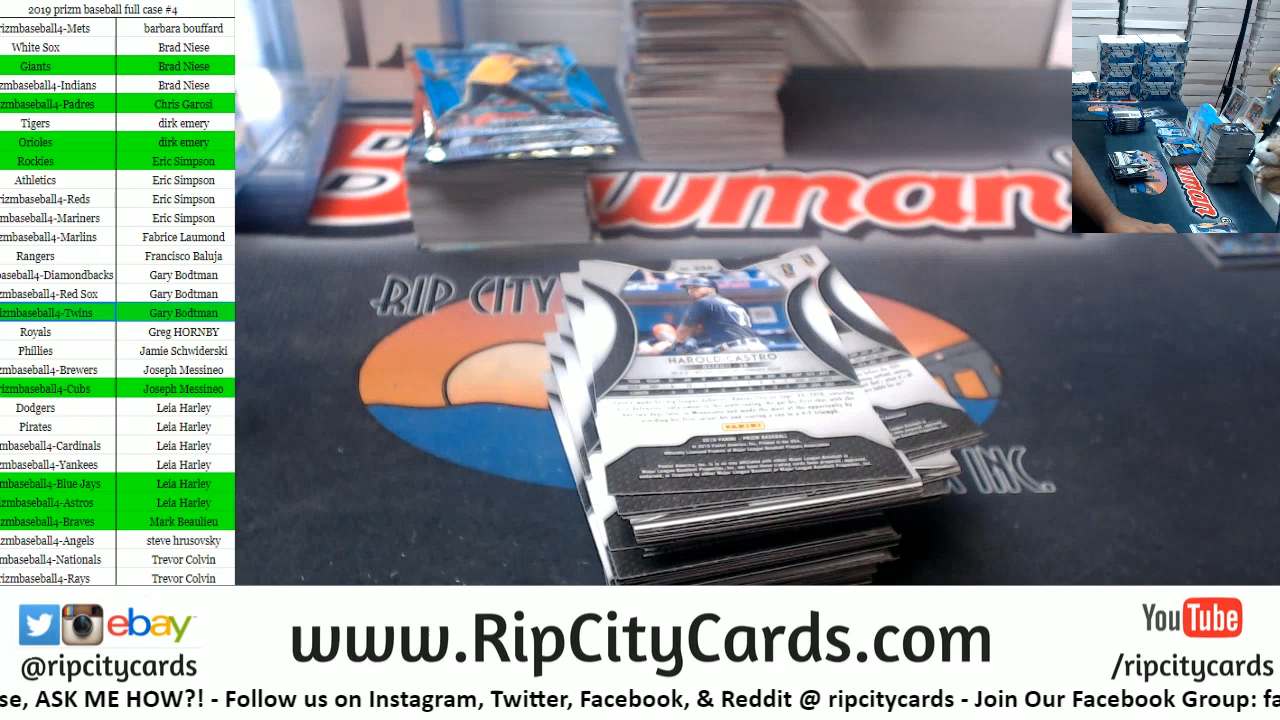 2019 prizm baseball full case #4
rizmbaseball4-Mets barbara bouffard
White Sox Brad Niese
Giants Brad Niese
zmbaseball4-Indians Brad Niese
zmbaseball4-Padres Chris Garosi
Tigers dirk emery
Orioles dirk emery
Rockies Eric Simpson
Athletics Eric Simpson
rizmbaseball4-Reds Eric Simpson
mbaseball4-Mariners Eric Simpson
zmbaseball4-Marlins Fabrice Laumond
Rangers Francisco Baluja
baseball4-Diamondbacks Gary Bodtman
zmbaseball4-Red Sox Gary Bodtman
izmbaseball4-Twins Gary Bodtman
Royals Greg HORNBY
Phillies Jamie Schwiderski
mbaseball4-Brewers Joseph Messineo
rizmbaseball4-Cubs Joseph Messineo
Dodgers Leia Harley
Pirates Leia Harley
mbaseball4-Cardinals Leia Harley
zmbaseball4-Yankees Leia Harley
mbaseball4-Blue Jays Leia Harley
zmbaseball4-Astros Leia Harley
zmbaseball4-Braves Mark Beaulieu
zmbaseball4-Angels steve hrusovsky
mbaseball4-Nationals Trevor Colvin
rizmbaseball4-Rays Trevor Colvin
wman
RIP CITY
INC.
HAROLD CASTRO
PANINI
ebay
@ripcitycards
www.RipCityCards.com
YouTube
/ripcitycards
se, ASK ME HOW?! - Follow us on Instagram, Twitter, Facebook, & Reddit @ ripcitycards - Join Our Facebook Group: fa